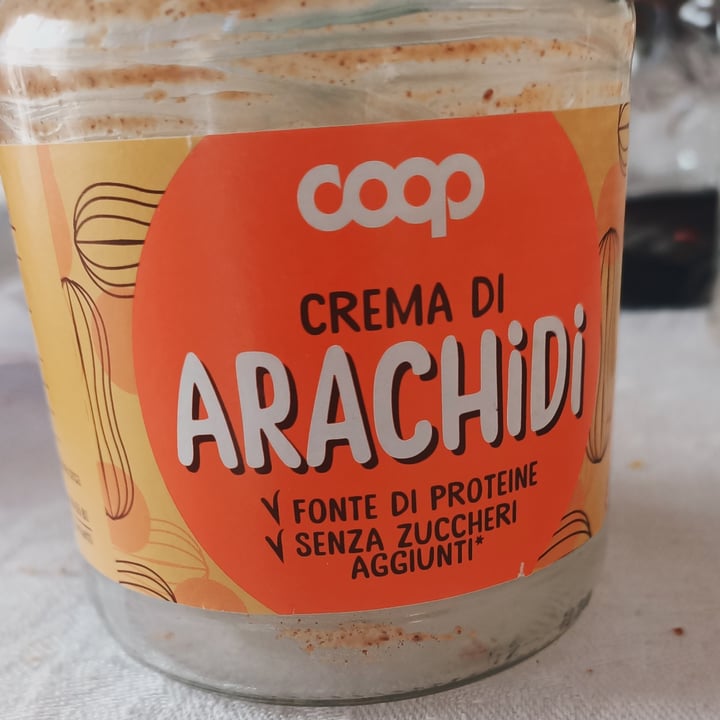 coop
CREMA DI
ARACHiDi
√ FONTE DI PROTEINE
√ SENZA ZUCCHERI
AGGIUNTI*